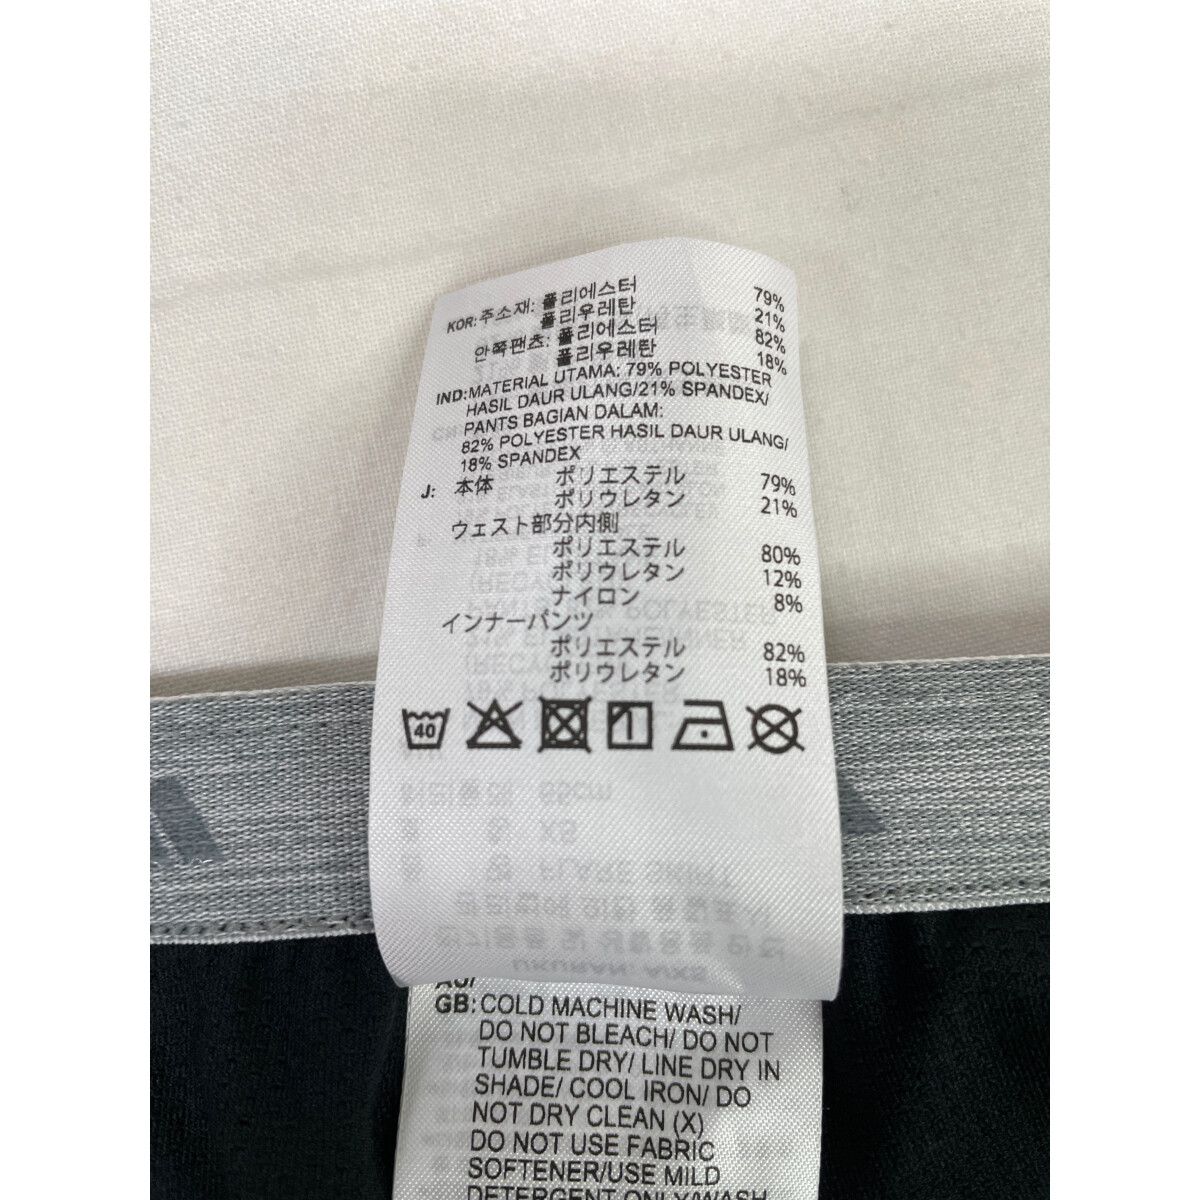 KOR: 주소재: 폴리에스터 79%
폴리우레탄 21%
안쪽팬츠: 폴리에스터 82%
폴리우레탄 18%
IND: MATERIAL UTAMA: 79% POLYESTER
HASIL DAUR ULANG/21% SPANDEX/
PANTS BAGIAN DALAM:
82% POLYESTER HASIL DAUR ULANG/
18% SPANDEX
J: 本体 ポリエステル 79%
ポリウレタン 21%
ウェスト部分内側
ポリエステル 80%
ポリウレタン 12%
ナイロン 8%
インナーパンツ
ポリエステル 82%
ポリウレタン 18%
40
GB: COLD MACHINE WASH/
DO NOT BLEACH/ DO NOT
TUMBLE DRY/ LINE DRY IN
SHADE/ COOL IRON/ DO
NOT DRY CLEAN (X)
DO NOT USE FABRIC
SOFTENER/USE MILD
DETERGENT ONLY/WASH